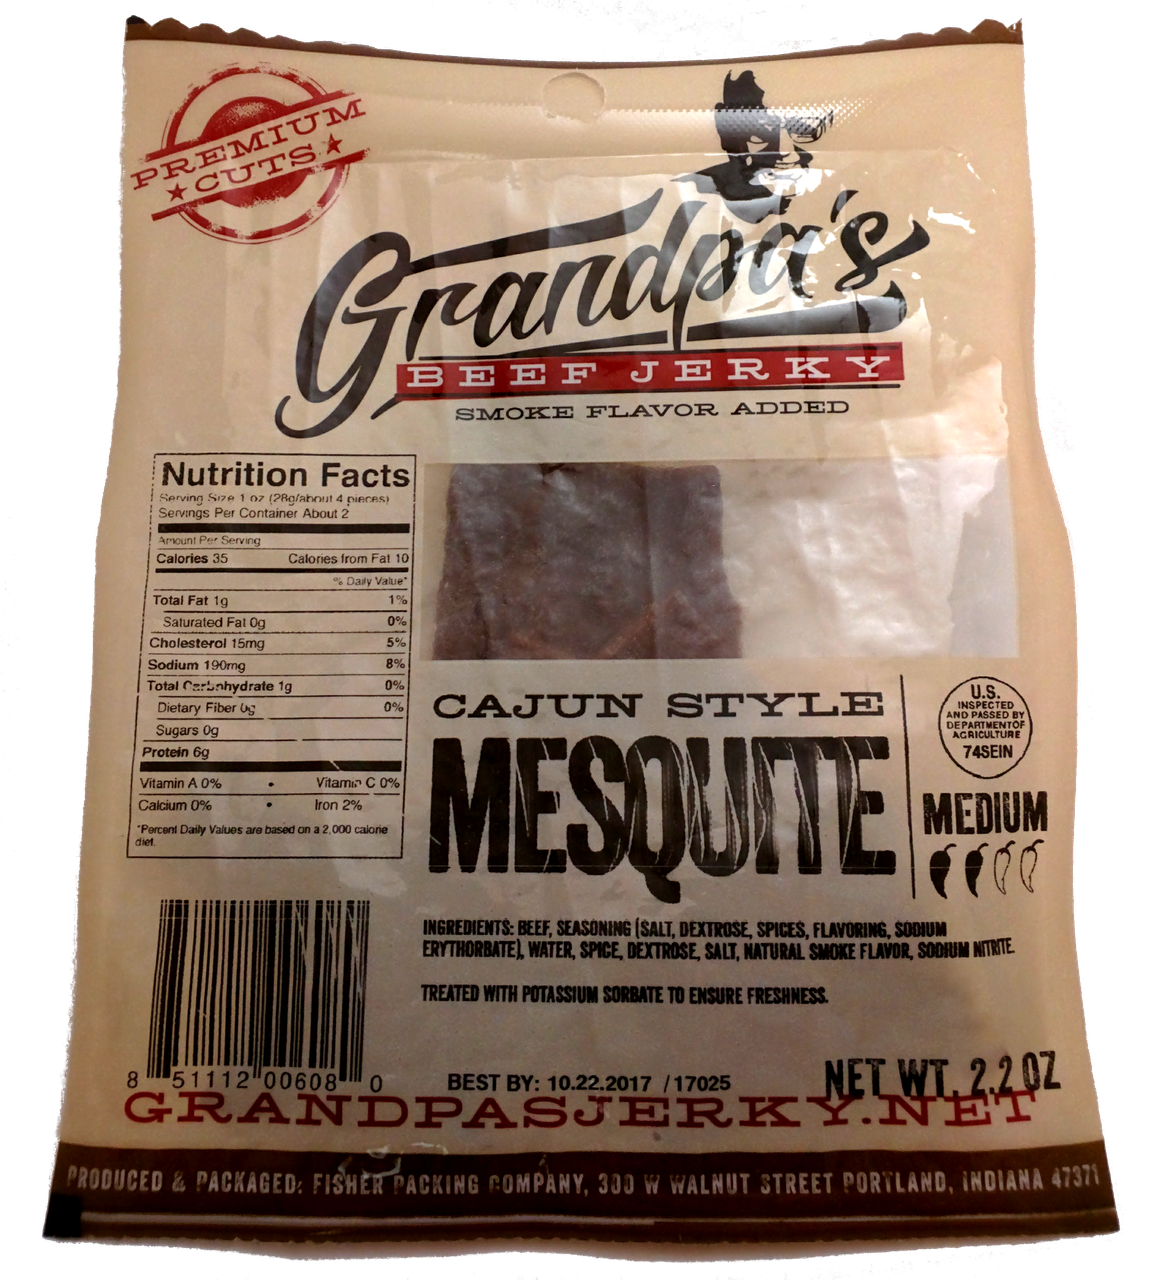 PREMIUM
CUTS
Grandpa's
BEEF JERKY
SMOKE FLAVOR ADDED
Nutrition Facts
Serving Size 1 oz (28g/about 4 pieces)
Servings Per Container About 2
Amount Per Serving
Calories 35 Calories from Fat 10
% Daily Value*
Total Fat 1g 1%
Saturated Fat 0g 0%
Cholesterol 15mg 5%
Sodium 190mg 8%
Total Carbohydrate 1g 0%
Dietary Fiber 0g 0%
Sugars 0g
Protein 6g
Vitamin A 0% • Vitamin C 0%
Calcium 0% • Iron 2%
*Percent Daily Values are based on a 2,000 calorie
diet.
CAJUN STYLE
MESQUITE
U.S.
INSPECTED
AND PASSED BY
DEPARTMENTOF
AGRICULTURE
74SEIN
MEDIUM
INGREDIENTS: BEEF, SEASONING (SALT, DEXTROSE, SPICES, FLAVORING, SODIUM
ERYTHORBATE), WATER, SPICE, DEXTROSE, SALT, NATURAL SMOKE FLAVOR, SODIUM NITRITE.
TREATED WITH POTASSIUM SORBATE TO ENSURE FRESHNESS.
8 51112 00608 0
BEST BY: 10.22.2017 /17025
NET WT. 2.2 OZ
GRANDPASJERKY.NET
PRODUCED & PACKAGED: FISHER PACKING COMPANY, 300 W WALNUT STREET PORTLAND, INDIANA 47371